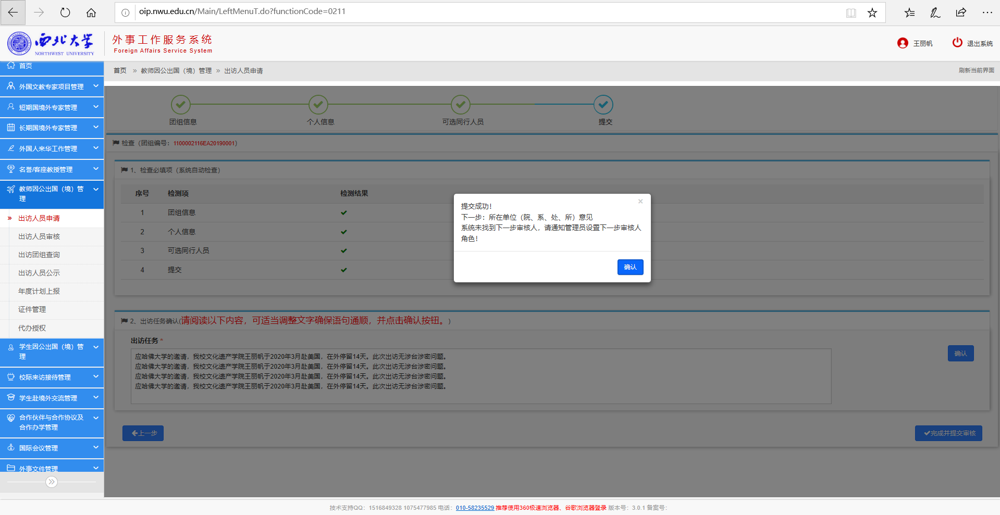 oip.nwu.edu.cn/Main/LeftMenuT.do?functionCode=0211
西北大学
NORTHWEST UNIVERSITY
外事工作服务系统
Foreign Affairs Service System
王丽帆
退出系统
首页
外国文教专家项目管理
短期国境外专家管理
长期国境外专家管理
外国人来华工作管理
名誉/客座教授管理
教师因公出国（境）管
理
» 出访人员申请
出访人员审核
出访团组查询
出访人员公示
年度计划上报
证件管理
代办授权
学生因公出国（境）管
理
校际来访接待管理
学生赴境外交流管理
合作伙伴与合作协议及
合作办学管理
国际会议管理
外事文件管理
首页 » 教师因公出国（境）管理 » 出访人员申请
刷新当前界面
团组信息
个人信息
可选同行人员
提交
检查（团组编号：1100002116EA20190001）
1、检查必填项（系统自动检查）
序号 检测项 检测结果
1 团组信息
2 个人信息
3 可选同行人员
4 提交
×
提交成功！
下一步：所在单位（院、系、处、所）意见
系统未找到下一步审核人，请通知管理员设置下一步审核人
角色！
确认
2、出访任务确认(请阅读以下内容，可适当调整文字确保语句通顺，并点击确认按钮。)
出访任务 *
应哈佛大学的邀请，我校文化遗产学院王丽帆于2020年3月赴美国，在外停留14天。此次出访无涉台涉密问题。
应哈佛大学的邀请，我校文化遗产学院王丽帆于2020年3月赴美国，在外停留14天。此次出访无涉台涉密问题。
应哈佛大学的邀请，我校文化遗产学院王丽帆于2020年3月赴美国，在外停留14天。此次出访无涉台涉密问题。
应哈佛大学的邀请，我校文化遗产学院王丽帆于2020年3月赴美国，在外停留14天。此次出访无涉台涉密问题。
确认
上一步
完成并提交审核
技术支持QQ：1516849328 1075477985 电话：010-58235529 推荐使用360极速浏览器、谷歌浏览器登录 版本号：3.0.1 备案号：